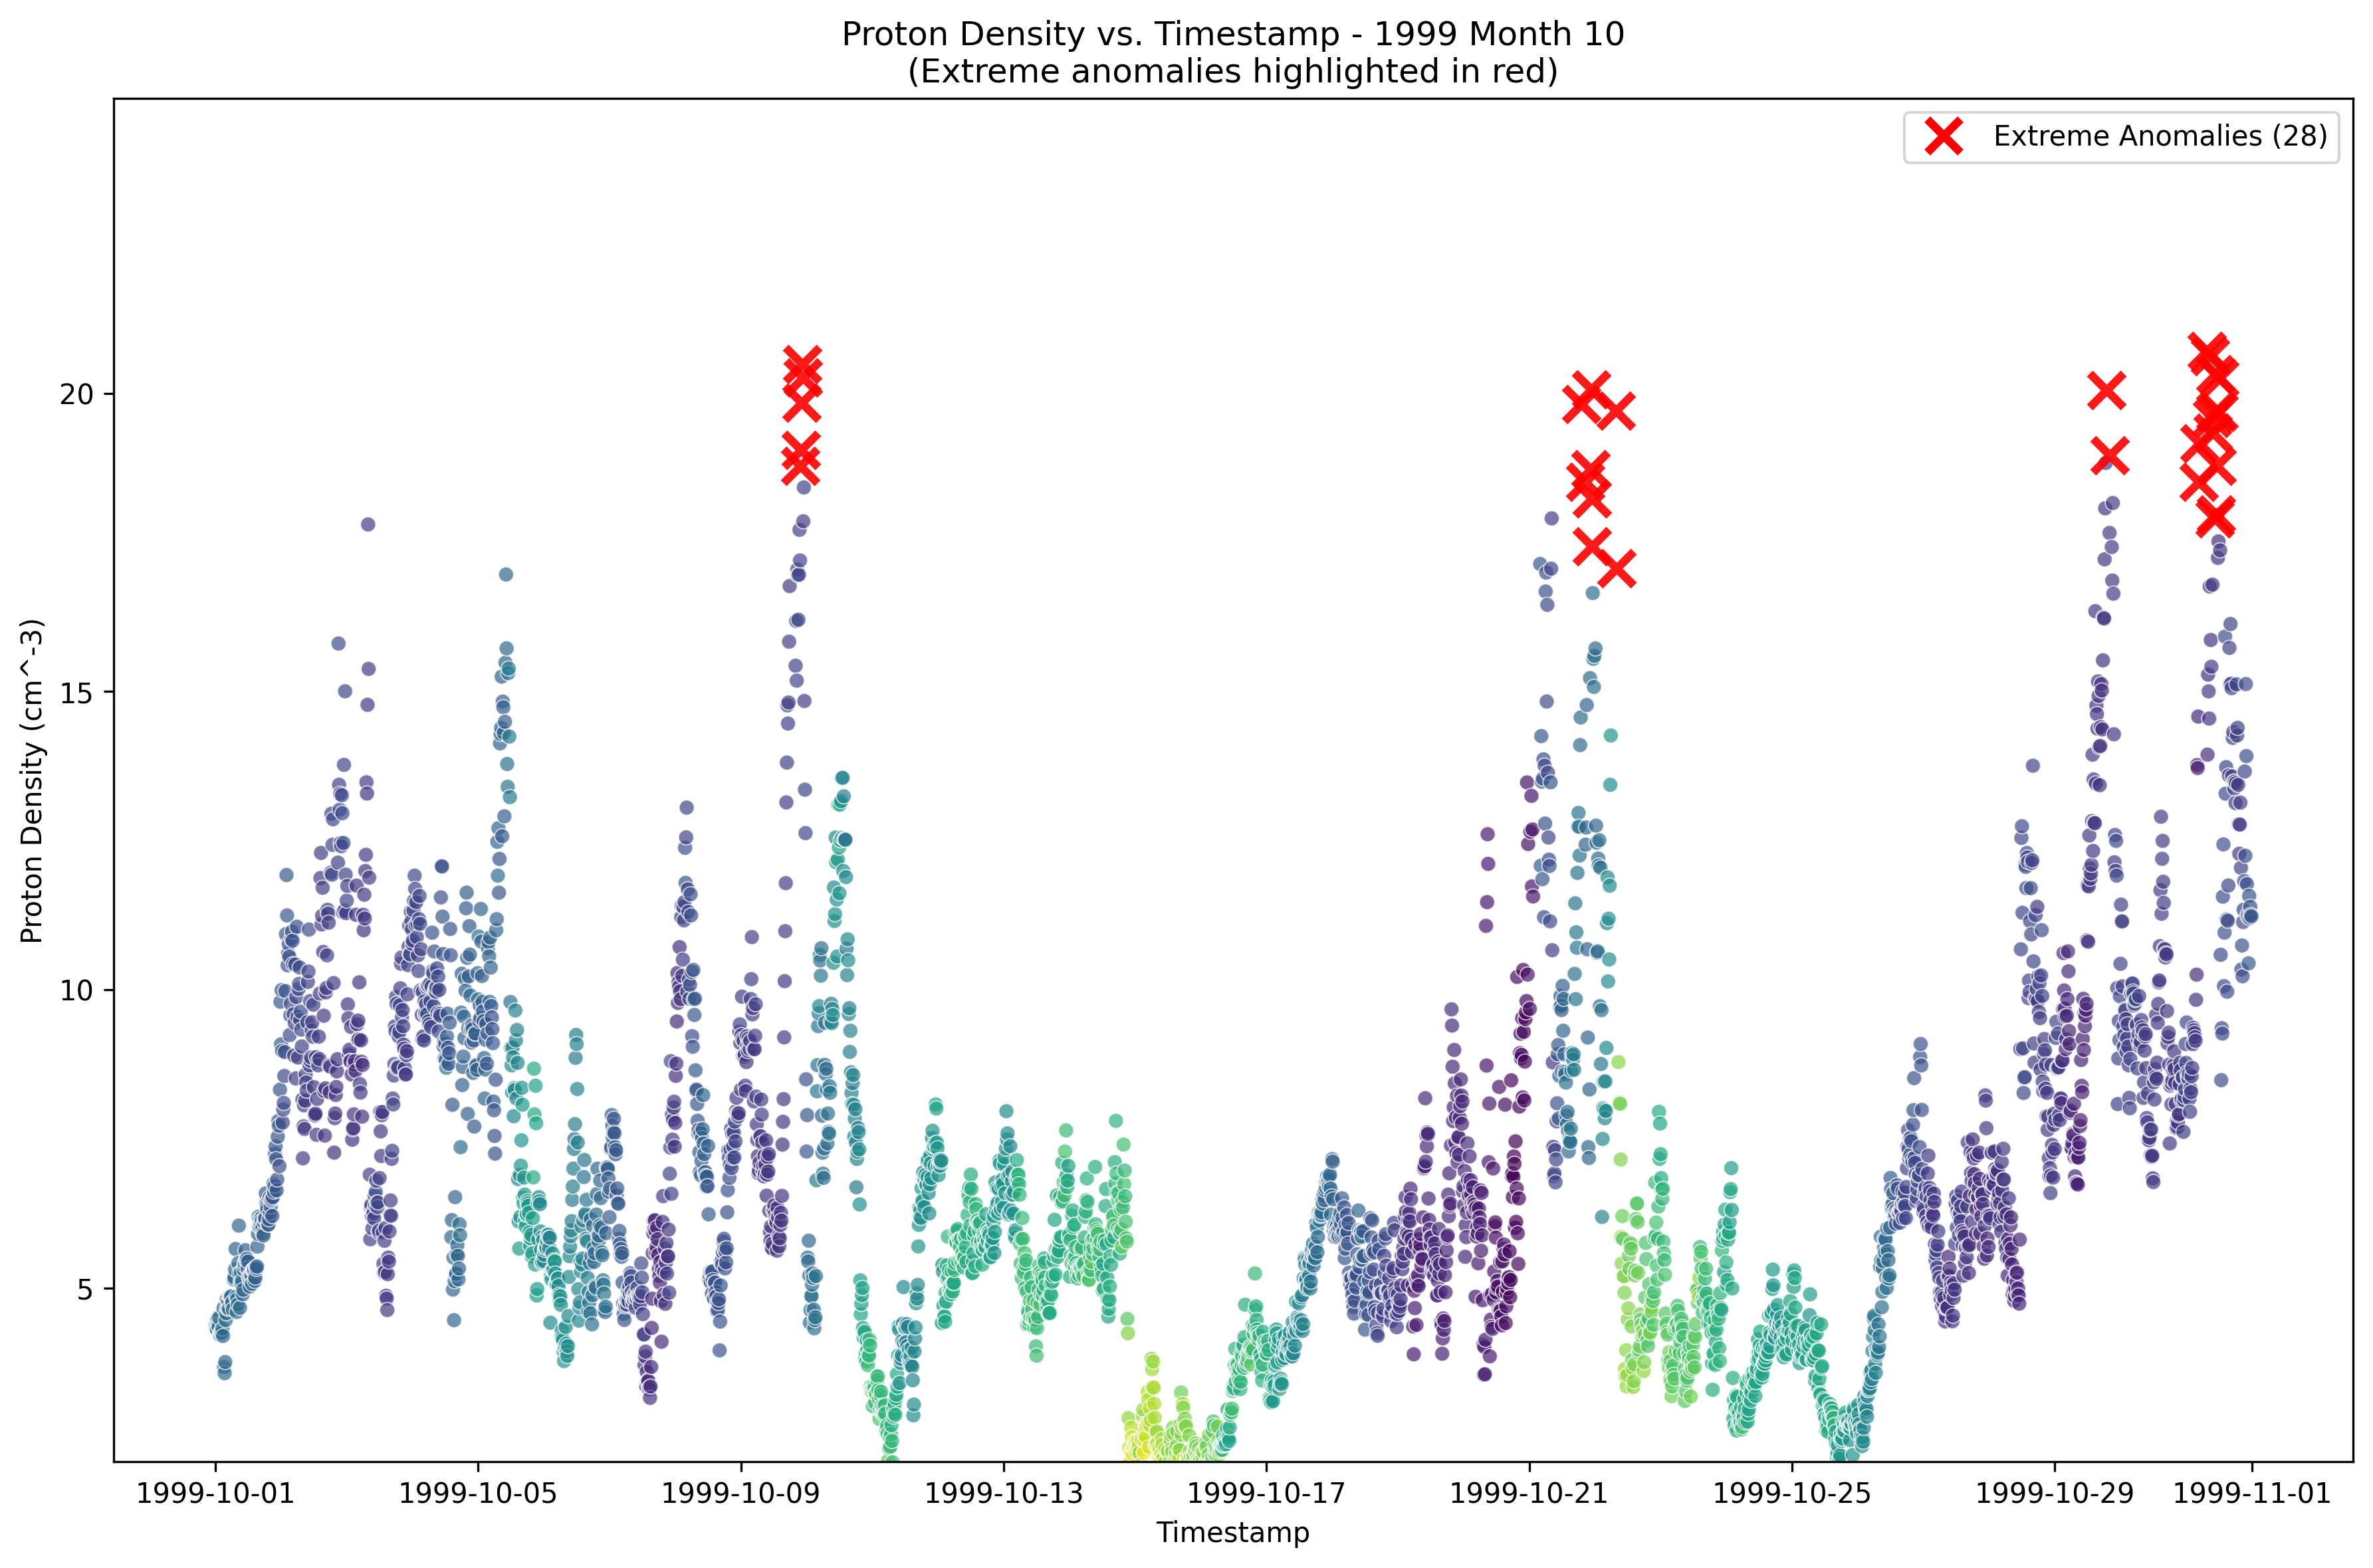 Proton Density vs. Timestamp - 1999 Month 10
(Extreme anomalies highlighted in red)
Extreme Anomalies (28)
Proton Density (cm^-3)
20
15
10
5
1999-10-01 1999-10-05 1999-10-09 1999-10-13 1999-10-17 1999-10-21 1999-10-25 1999-10-29 1999-11-01
Timestamp